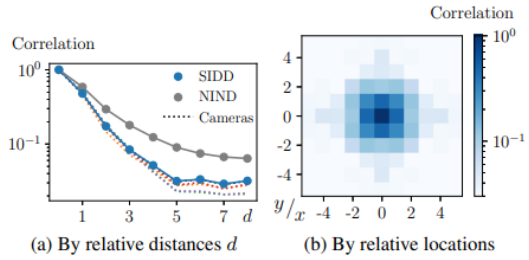 Correlation
10^0
10^-1
SIDD
NIND
Cameras
1 3 5 7 d
(a) By relative distances d
Correlation
10^0
10^-1
4
2
0
-2
-4
y/x -4 -2 0 2 4
(b) By relative locations